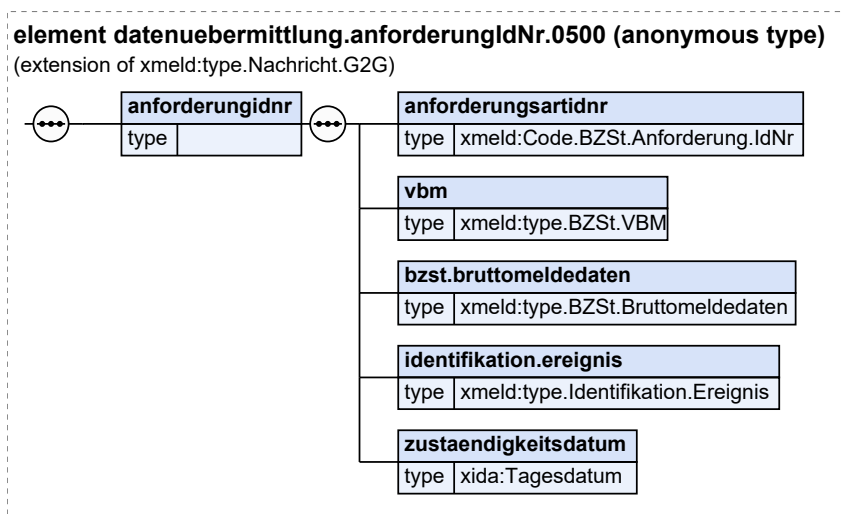 element datenuebermittlung.anforderungIdNr.0500 (anonymous type)
(extension of xmeld:type.Nachricht.G2G)
anforderungidnr
type
anforderungsartidnr
type xmeld:Code.BZSt.Anforderung.IdNr
vbm
type xmeld:type.BZSt.VBM
bzst.bruttomeldedaten
type xmeld:type.BZSt.Bruttomeldedaten
identifikation.ereignis
type xmeld:type.Identifikation.Ereignis
zustaendigkeitsdatum
type xida:Tagesdatum